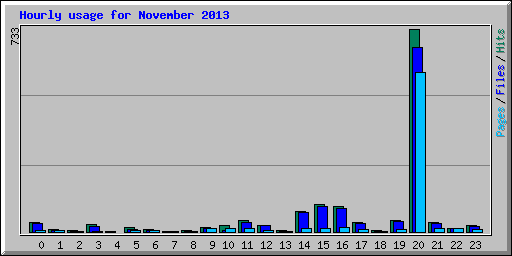 Hourly usage for November 2013
733
Pages/Files/Hits
0 1 2 3 4 5 6 7 8 9 10 11 12 13 14 15 16 17 18 19 20 21 22 23